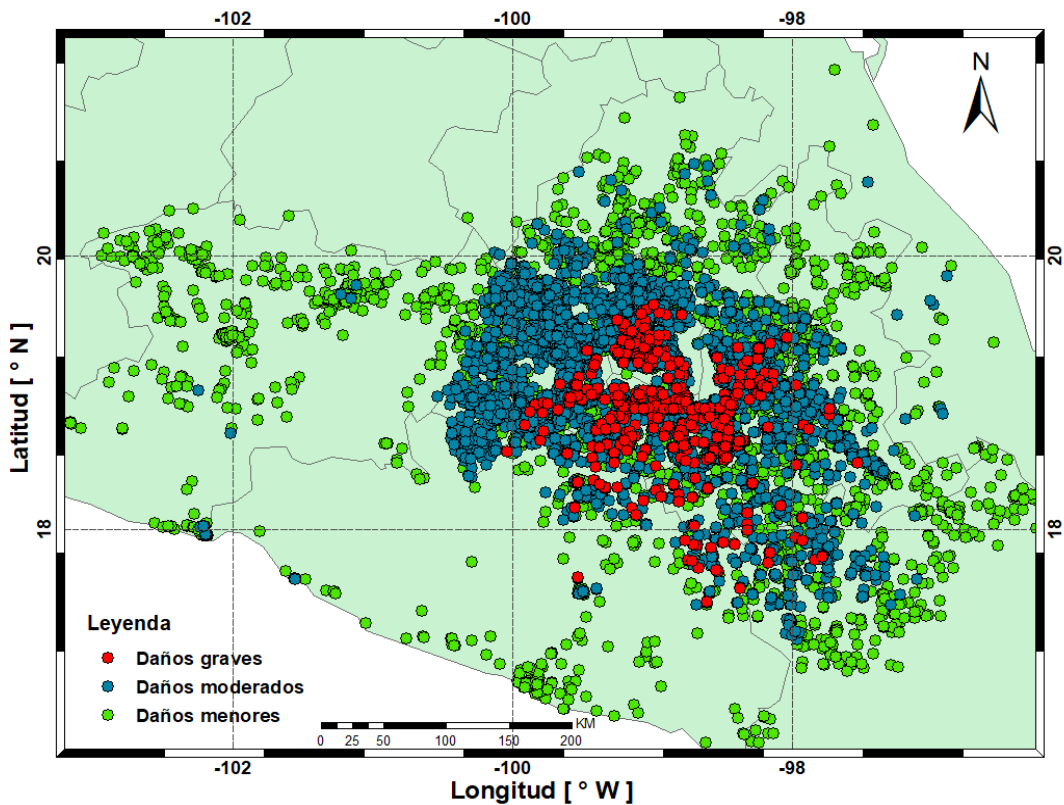 -102 -100 -98
N
20 20
Latitud [ ° N ]
18 18
Leyenda
Daños graves
Daños moderados
Daños menores
KM
0 25 50 100 150 200
-102 -100 -98
Longitud [ ° W ]